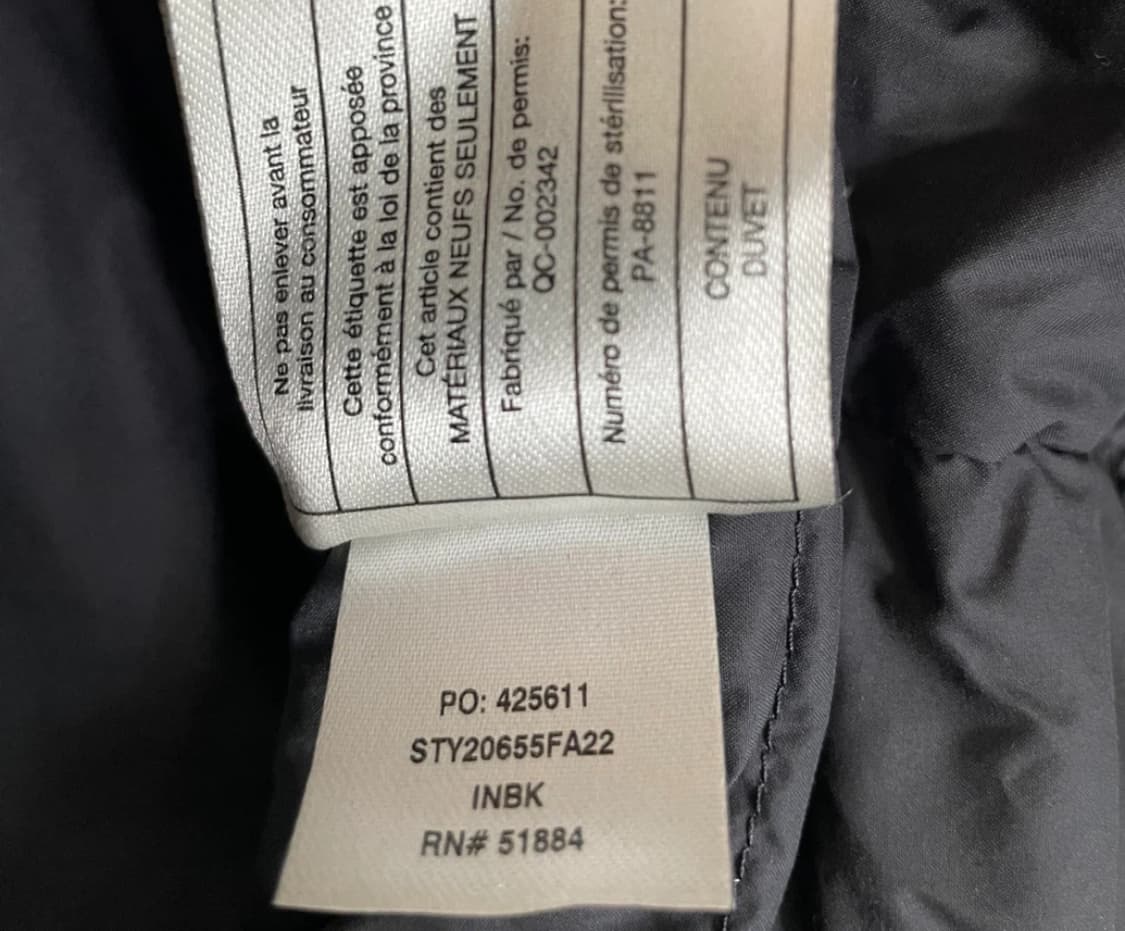 Ne pas enlever avant la
livraison au consommateur
Cette étiquette est apposée
conformément à la loi de la province
Cet article contient des
MATÉRIAUX NEUFS SEULEMENT
Fabriqué par / No. de permis:
QC-002342
Numéro de permis de stérilisation:
PA-8811
CONTENU
DUVET
PO: 425611
STY20655FA22
INBK
RN# 51884